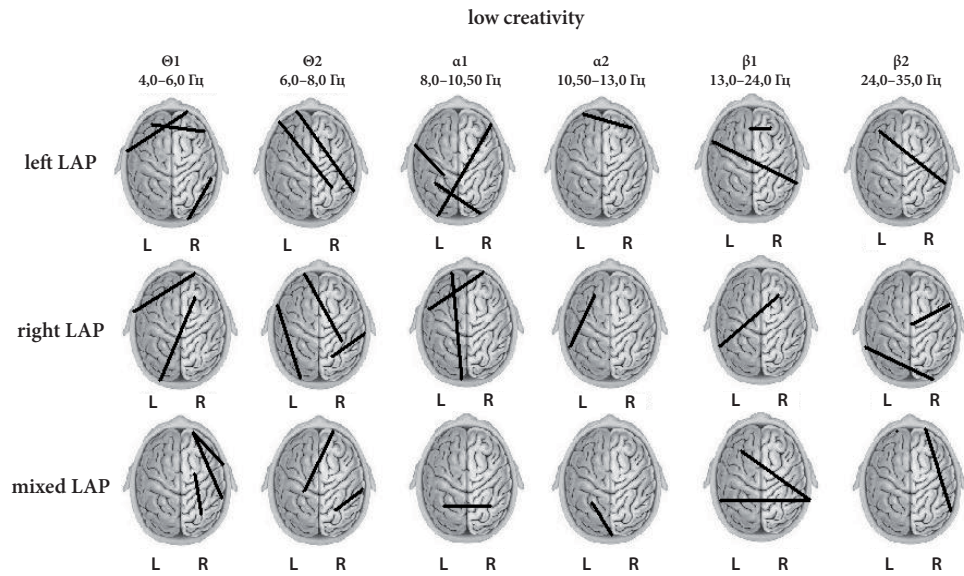 low creativity
Θ1 Θ2 α1 α2 β1 β2
4,0–6,0 Гц 6,0–8,0 Гц 8,0–10,50 Гц 10,50–13,0 Гц 13,0–24,0 Гц 24,0–35,0 Гц
left LAP
L R L R L R L R L R L R
right LAP
L R L R L R L R L R L R
mixed LAP
L R L R L R L R L R L R